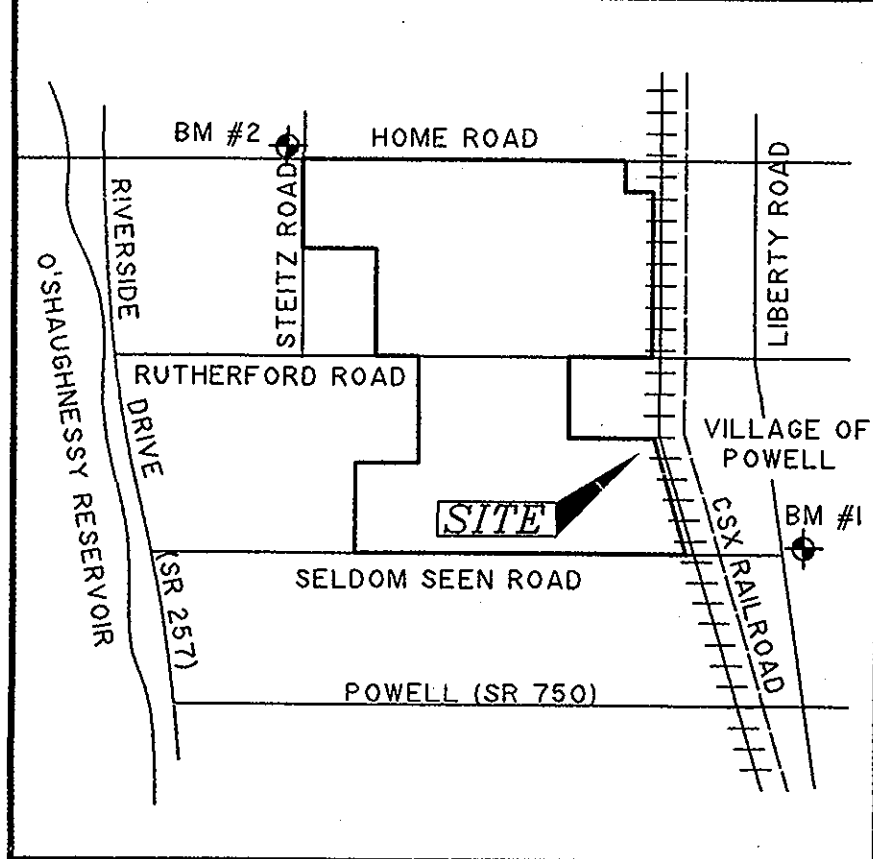 BM #2
HOME ROAD
RIVERSIDE
STEITZ ROAD
LIBERTY ROAD
O'SHAUGHNESSY RESERVOIR
RUTHERFORD ROAD
DRIVE
VILLAGE OF
POWELL
SITE
BM #1
CSX RAILROAD
(SR 257)
SELDOM SEEN ROAD
POWELL (SR 750)